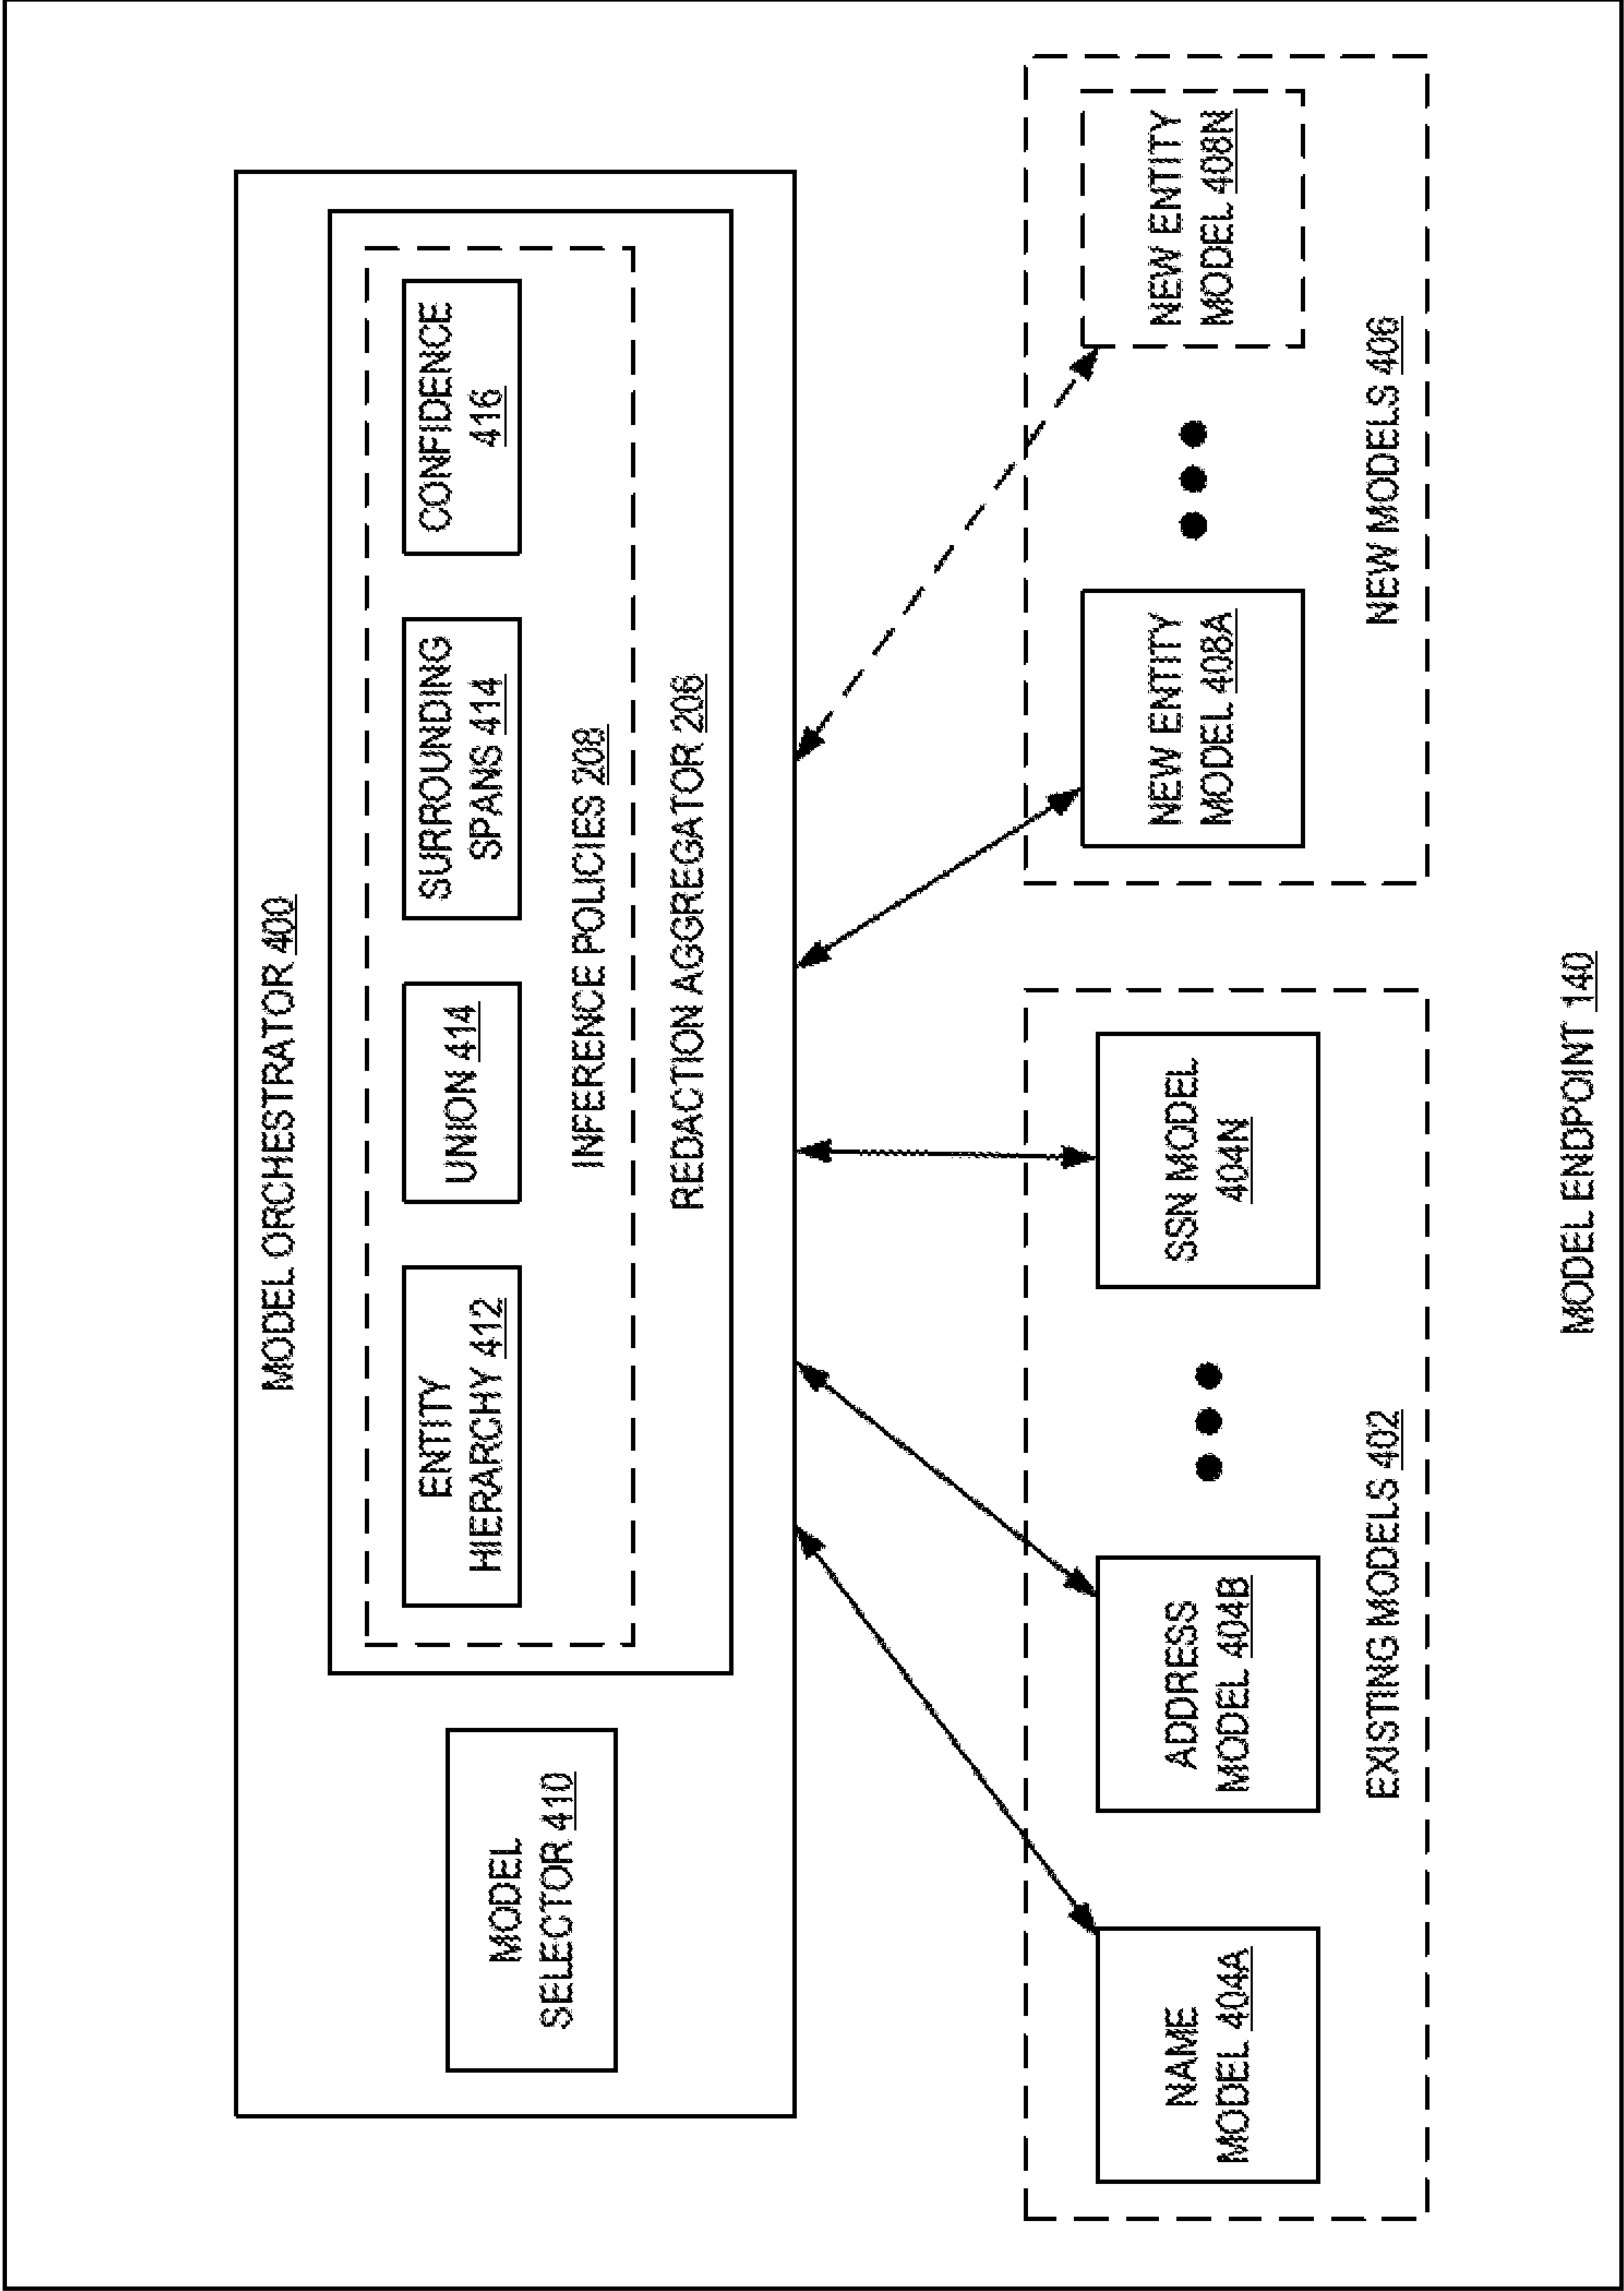 MODEL ORCHESTRATOR 400
MODEL
SELECTOR 410
ENTITY
HIERARCHY 412
UNION 414
SURROUNDING
SPANS 414
CONFIDENCE
416
INFERENCE POLICIES 208
REDACTION AGGREGATOR 206
NAME
MODEL 404A
ADDRESS
MODEL 404B
SSN MODEL
404N
EXISTING MODELS 402
NEW ENTITY
MODEL 408A
NEW ENTITY
MODEL 408N
NEW MODELS 406
MODEL ENDPOINT 140